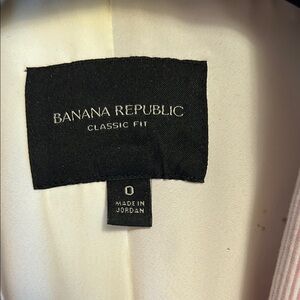 BANANA REPUBLIC
CLASSIC FIT
0
MADE IN
JORDAN